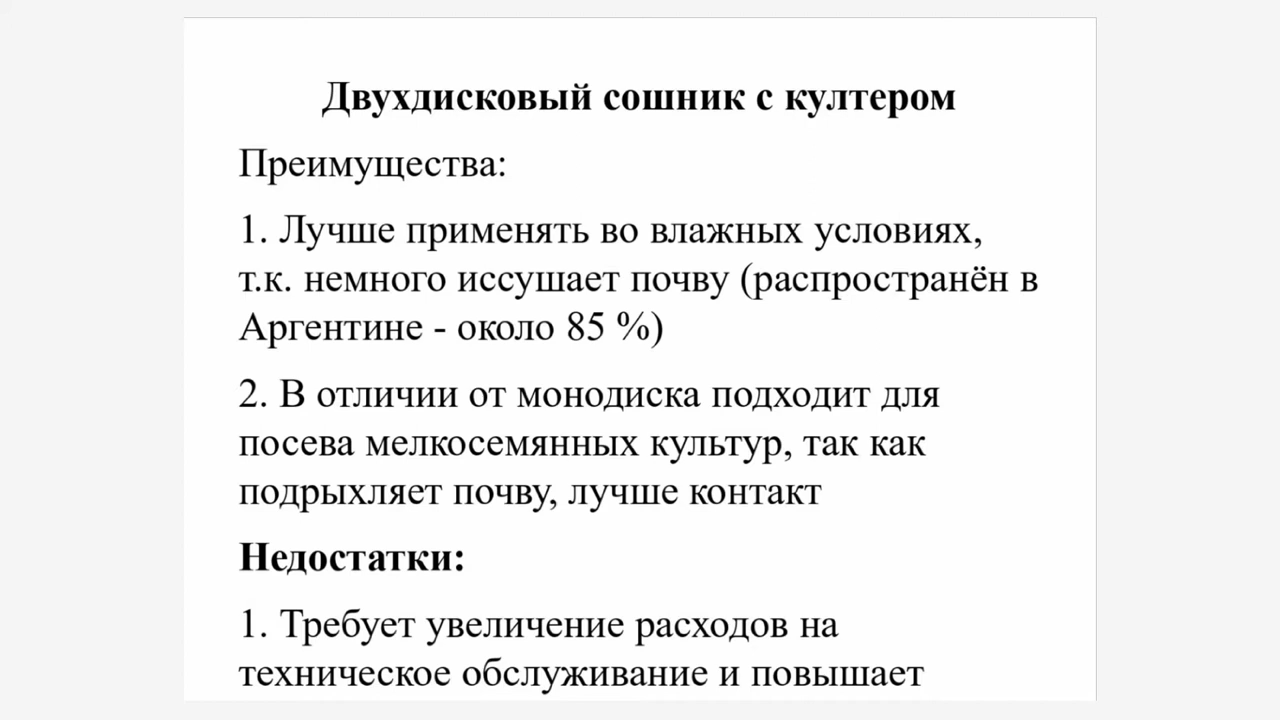 Двухдисковый сошник с култером
Преимущества:
1. Лучше применять во влажных условиях,
т.к. немного иссушает почву (распространён в
Аргентине - около 85 %)
2. В отличии от монодиска подходит для
посева мелкосемянных культур, так как
подрыхляет почву, лучше контакт
Недостатки:
1. Требует увеличение расходов на
техническое обслуживание и повышает